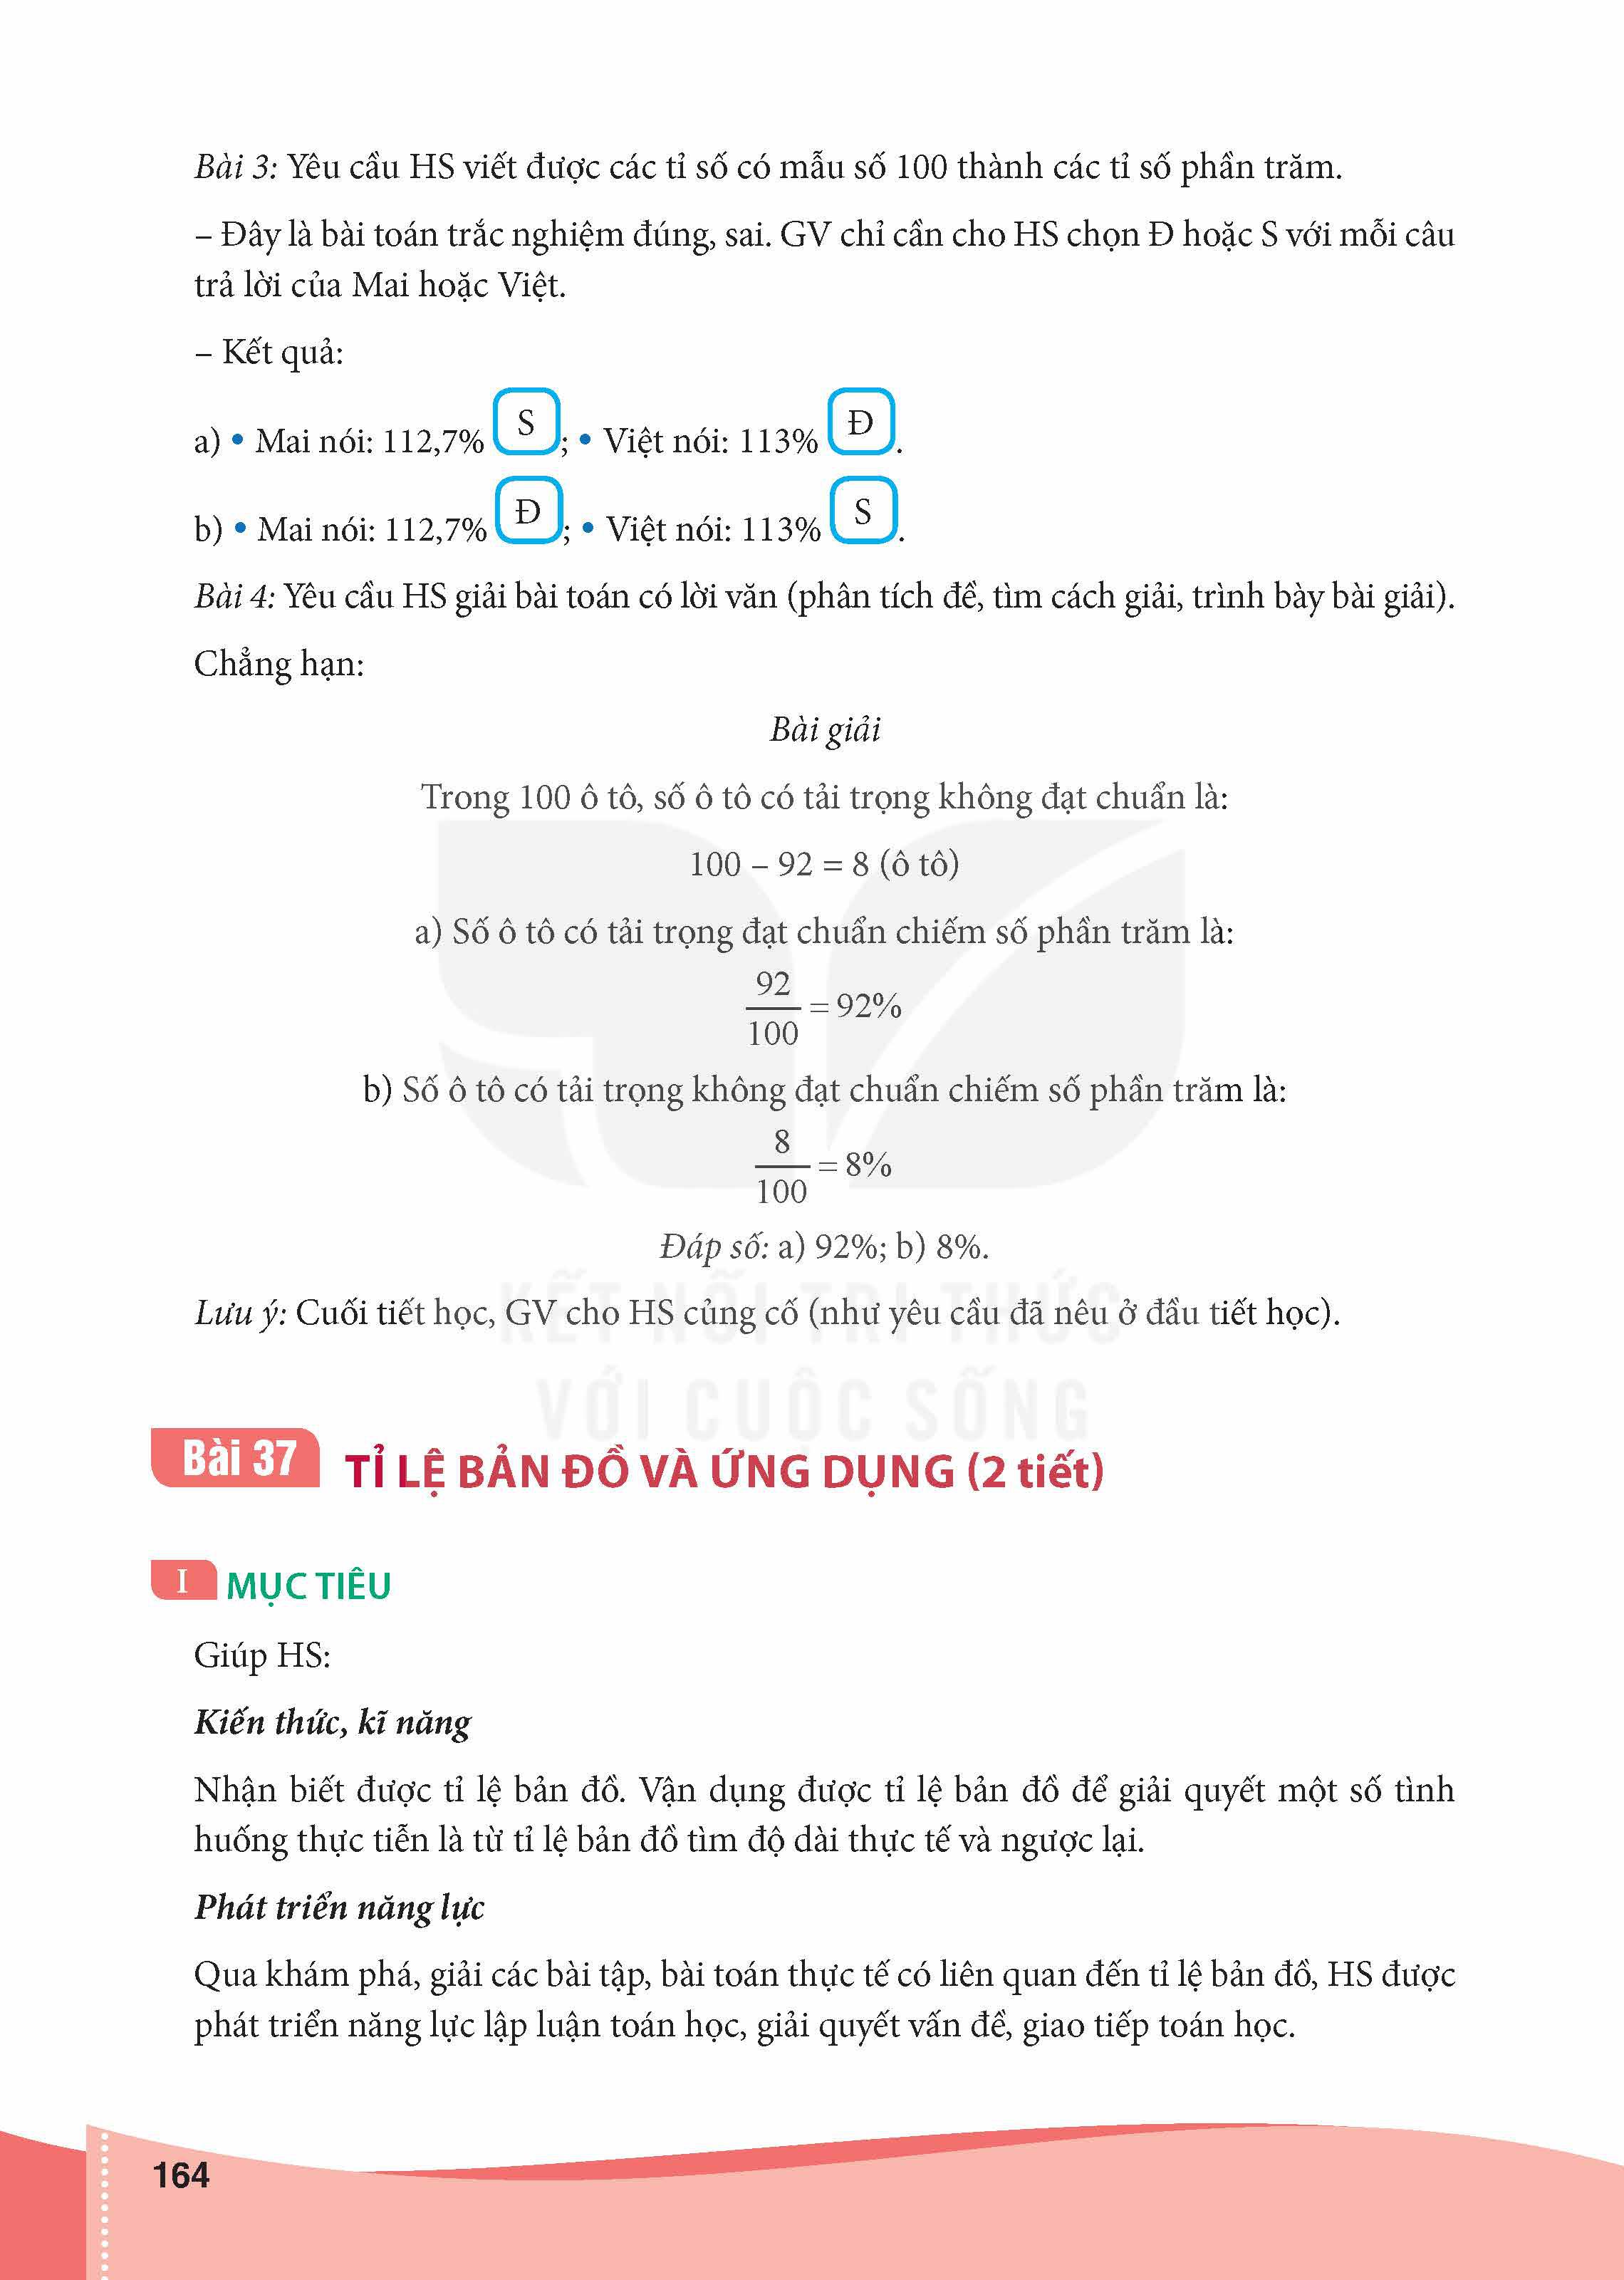 Bài 3: Yêu cầu HS viết được các tỉ số có mẫu số 100 thành các tỉ số phần trăm.
– Đây là bài toán trắc nghiệm đúng, sai. GV chỉ cần cho HS chọn Đ hoặc S với mỗi câu
trả lời của Mai hoặc Việt.
– Kết quả:
a) • Mai nói: 112,7% S ; • Việt nói: 113% Đ .
b) • Mai nói: 112,7% Đ ; • Việt nói: 113% S .
Bài 4: Yêu cầu HS giải bài toán có lời văn (phân tích đề, tìm cách giải, trình bày bài giải).
Chẳng hạn:
Bài giải
Trong 100 ô tô, số ô tô có tải trọng không đạt chuẩn là:
100 – 92 = 8 (ô tô)
a) Số ô tô có tải trọng đạt chuẩn chiếm số phần trăm là:
92
= 92%
100
b) Số ô tô có tải trọng không đạt chuẩn chiếm số phần trăm là:
8
= 8%
100
Đáp số: a) 92%; b) 8%.
Lưu ý: Cuối tiết học, GV cho HS củng cố (như yêu cầu đã nêu ở đầu tiết học).
KẾT NỐI TRI THỨC
VỚI CUỘC SỐNG
Bài 37 TỈ LỆ BẢN ĐỒ VÀ ỨNG DỤNG (2 tiết)
I MỤC TIÊU
Giúp HS:
Kiến thức, kĩ năng
Nhận biết được tỉ lệ bản đồ. Vận dụng được tỉ lệ bản đồ để giải quyết một số tình
huống thực tiễn là từ tỉ lệ bản đồ tìm độ dài thực tế và ngược lại.
Phát triển năng lực
Qua khám phá, giải các bài tập, bài toán thực tế có liên quan đến tỉ lệ bản đồ, HS được
phát triển năng lực lập luận toán học, giải quyết vấn đề, giao tiếp toán học.
164